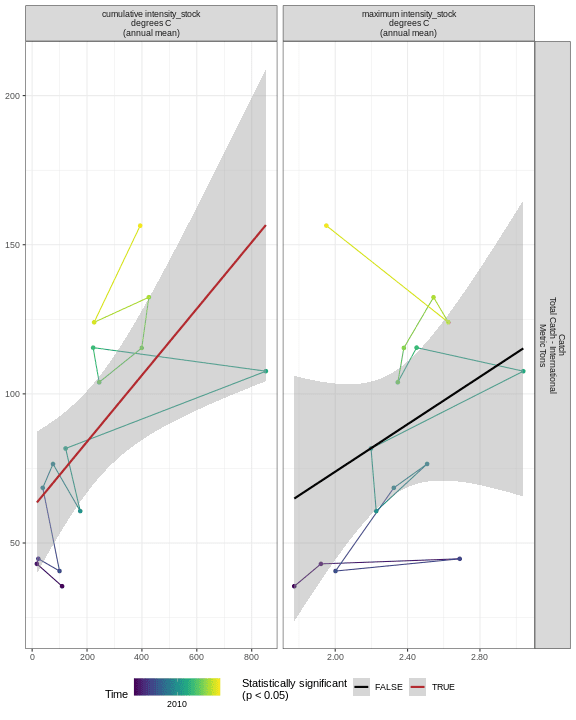 cumulative intensity_stock
degrees C
(annual mean)
maximum intensity_stock
degrees C
(annual mean)
200
150
100
50
Catch
Total Catch - International
Metric Tons
0
200
400
600
800
2.00
2.40
2.80
Time
2010
Statistically significant
(p < 0.05)
FALSE
TRUE